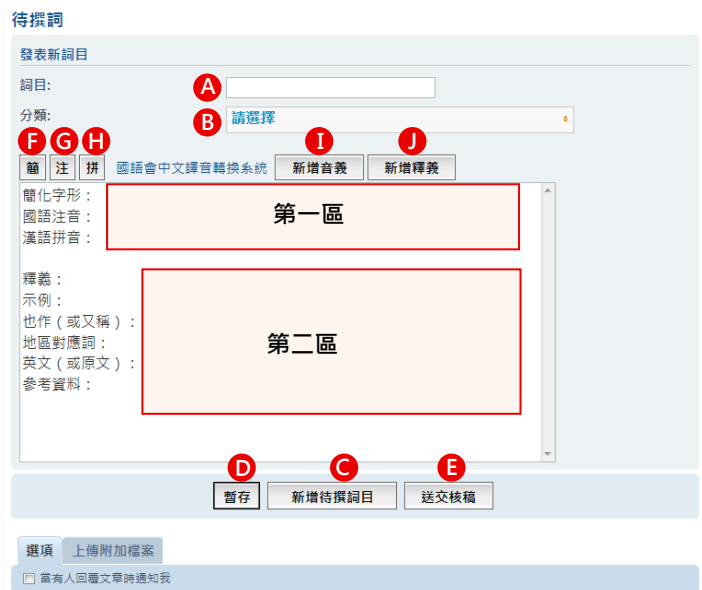 待撰詞
發表新詞目
詞目: A
分類: B 請選擇
F G H I J
簡 注 拼 國語會中文譯音轉換系統 新增音義 新增釋義
簡化字形：
國語注音：
漢語拼音：
第一區
釋義：
示例：
也作（或又稱）：
地區對應詞：
英文（或原文）：
參考資料：
第二區
D C E
暫存 新增待撰詞目 送交核稿
選項 上傳附加檔案
當有人回覆文章時通知我